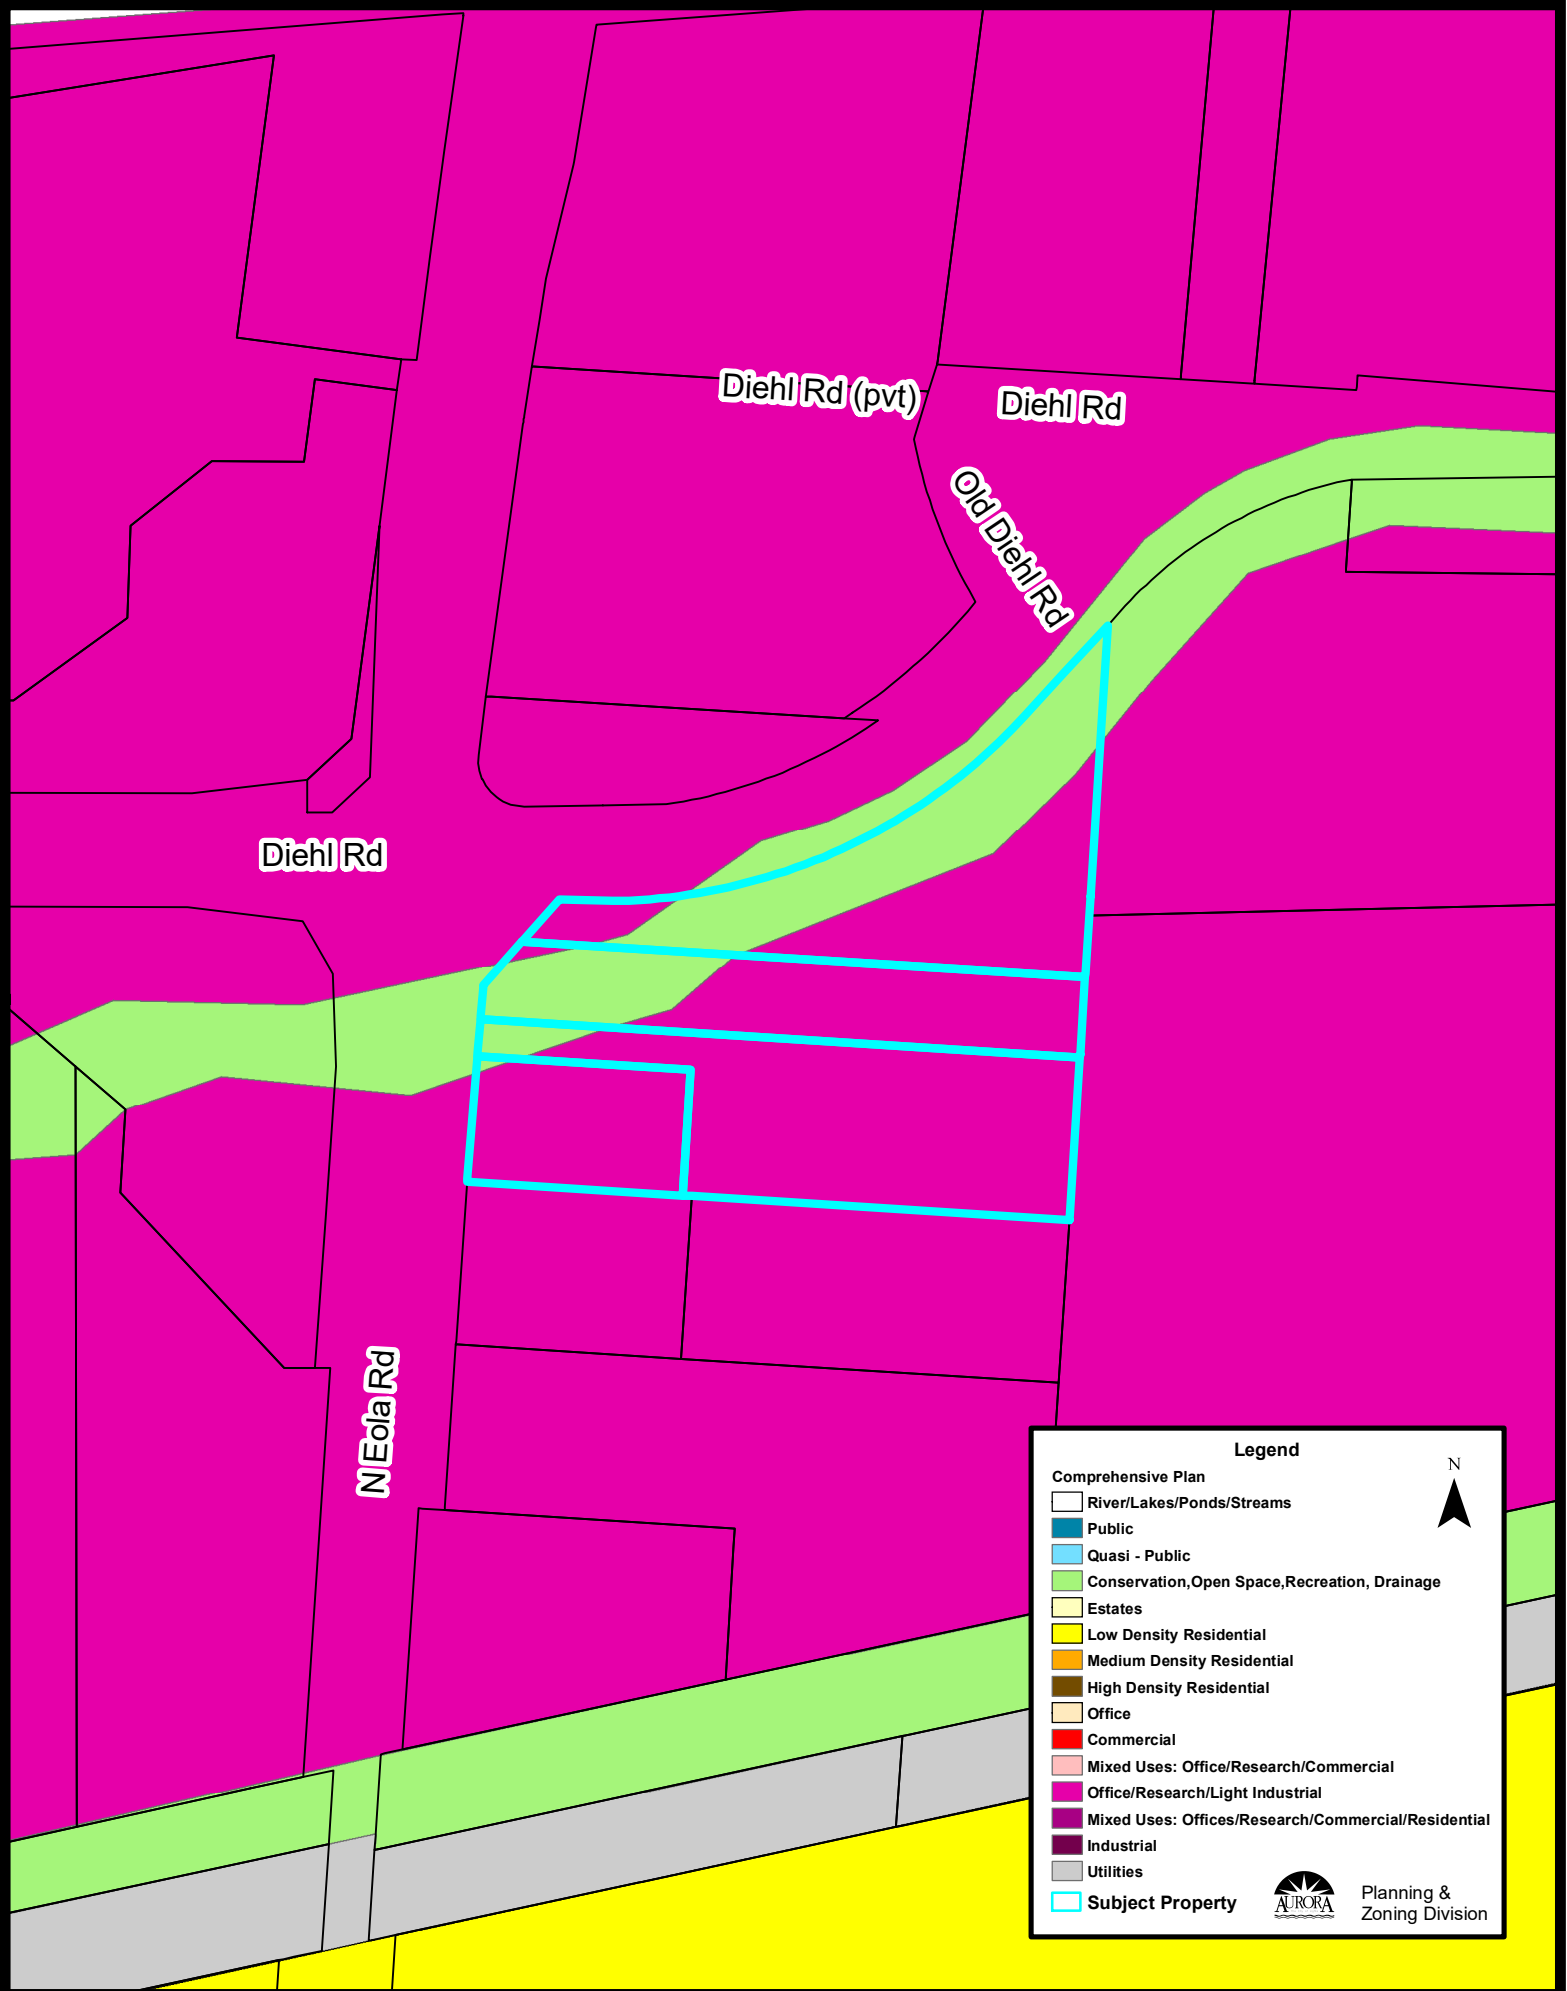 Diehl Rd (pvt)
Diehl Rd
Old Diehl Rd
Diehl Rd
N Eola Rd
Legend
N
Comprehensive Plan
River/Lakes/Ponds/Streams
Public
Quasi - Public
Conservation,Open Space,Recreation, Drainage
Estates
Low Density Residential
Medium Density Residential
High Density Residential
Office
Commercial
Mixed Uses: Office/Research/Commercial
Office/Research/Light Industrial
Mixed Uses: Offices/Research/Commercial/Residential
Industrial
Utilities
Subject Property
AURORA
Planning &
Zoning Division